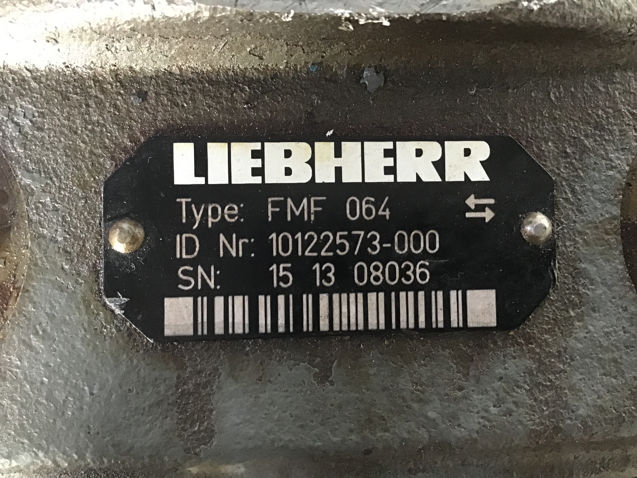 LIEBHERR
Type: FMF 064 ⇆
ID Nr: 10122573-000
SN: 15 13 08036